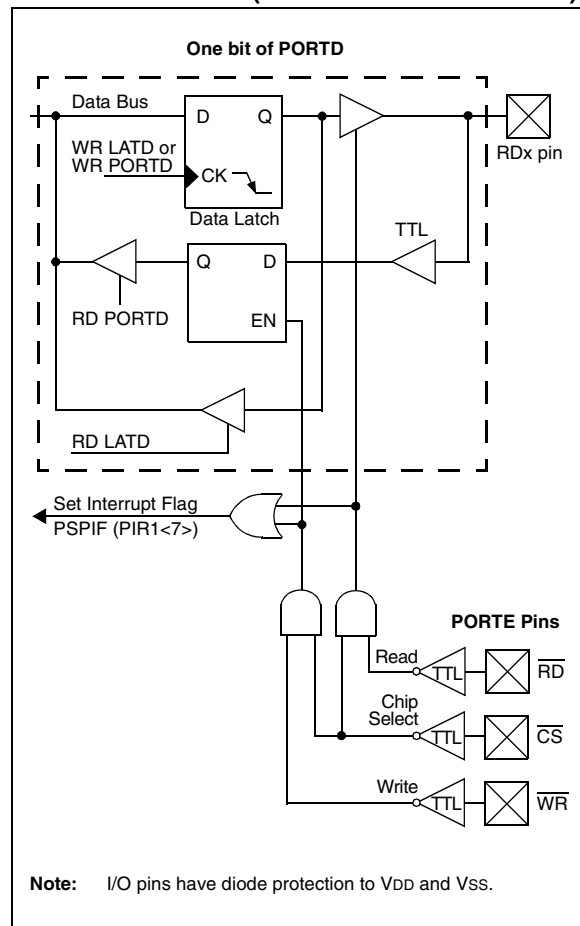 One bit of PORTD
Data Bus
D Q
WR LATD or
WR PORTD
CK
Data Latch
RDx pin
TTL
Q D
EN
RD PORTD
RD LATD
Set Interrupt Flag
PSPIF (PIR1<7>)
PORTE Pins
Read
TTL
RD
Chip
Select
TTL
CS
Write
TTL
WR
Note: I/O pins have diode protection to VDD and VSS.